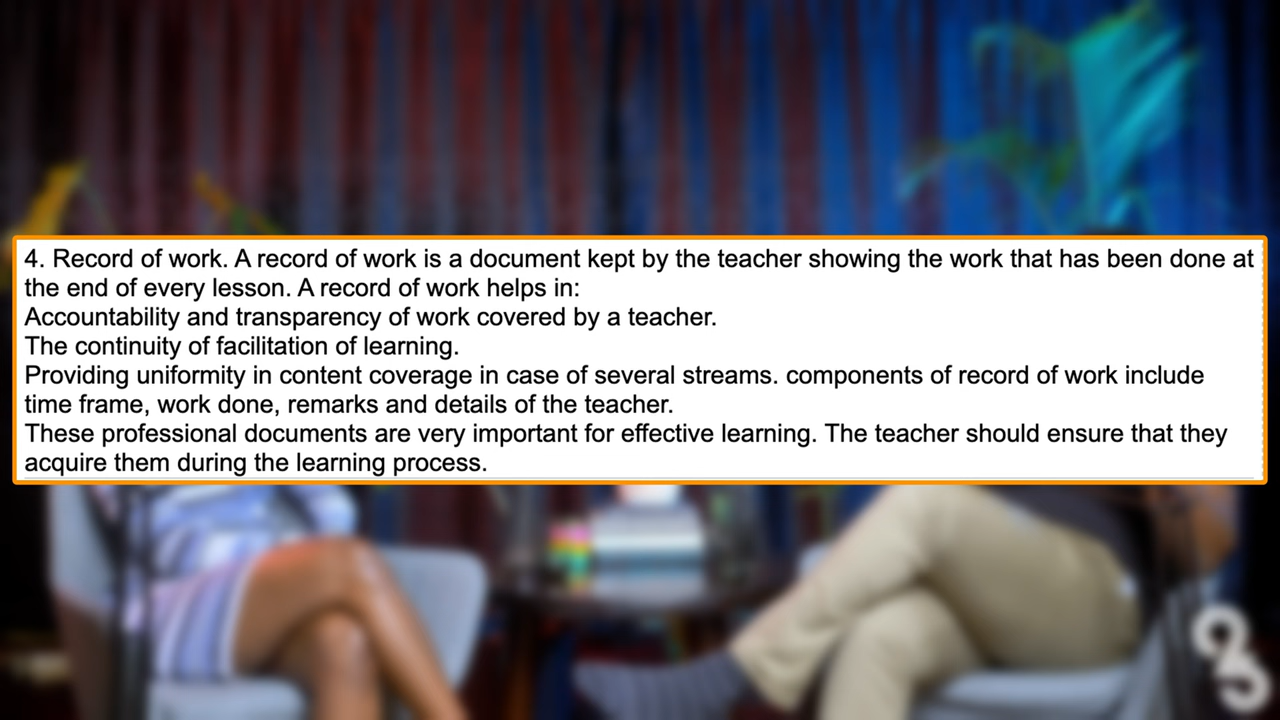 4. Record of work. A record of work is a document kept by the teacher showing the work that has been done at
the end of every lesson. A record of work helps in:
Accountability and transparency of work covered by a teacher.
The continuity of facilitation of learning.
Providing uniformity in content coverage in case of several streams. components of record of work include
time frame, work done, remarks and details of the teacher.
These professional documents are very important for effective learning. The teacher should ensure that they
acquire them during the learning process.